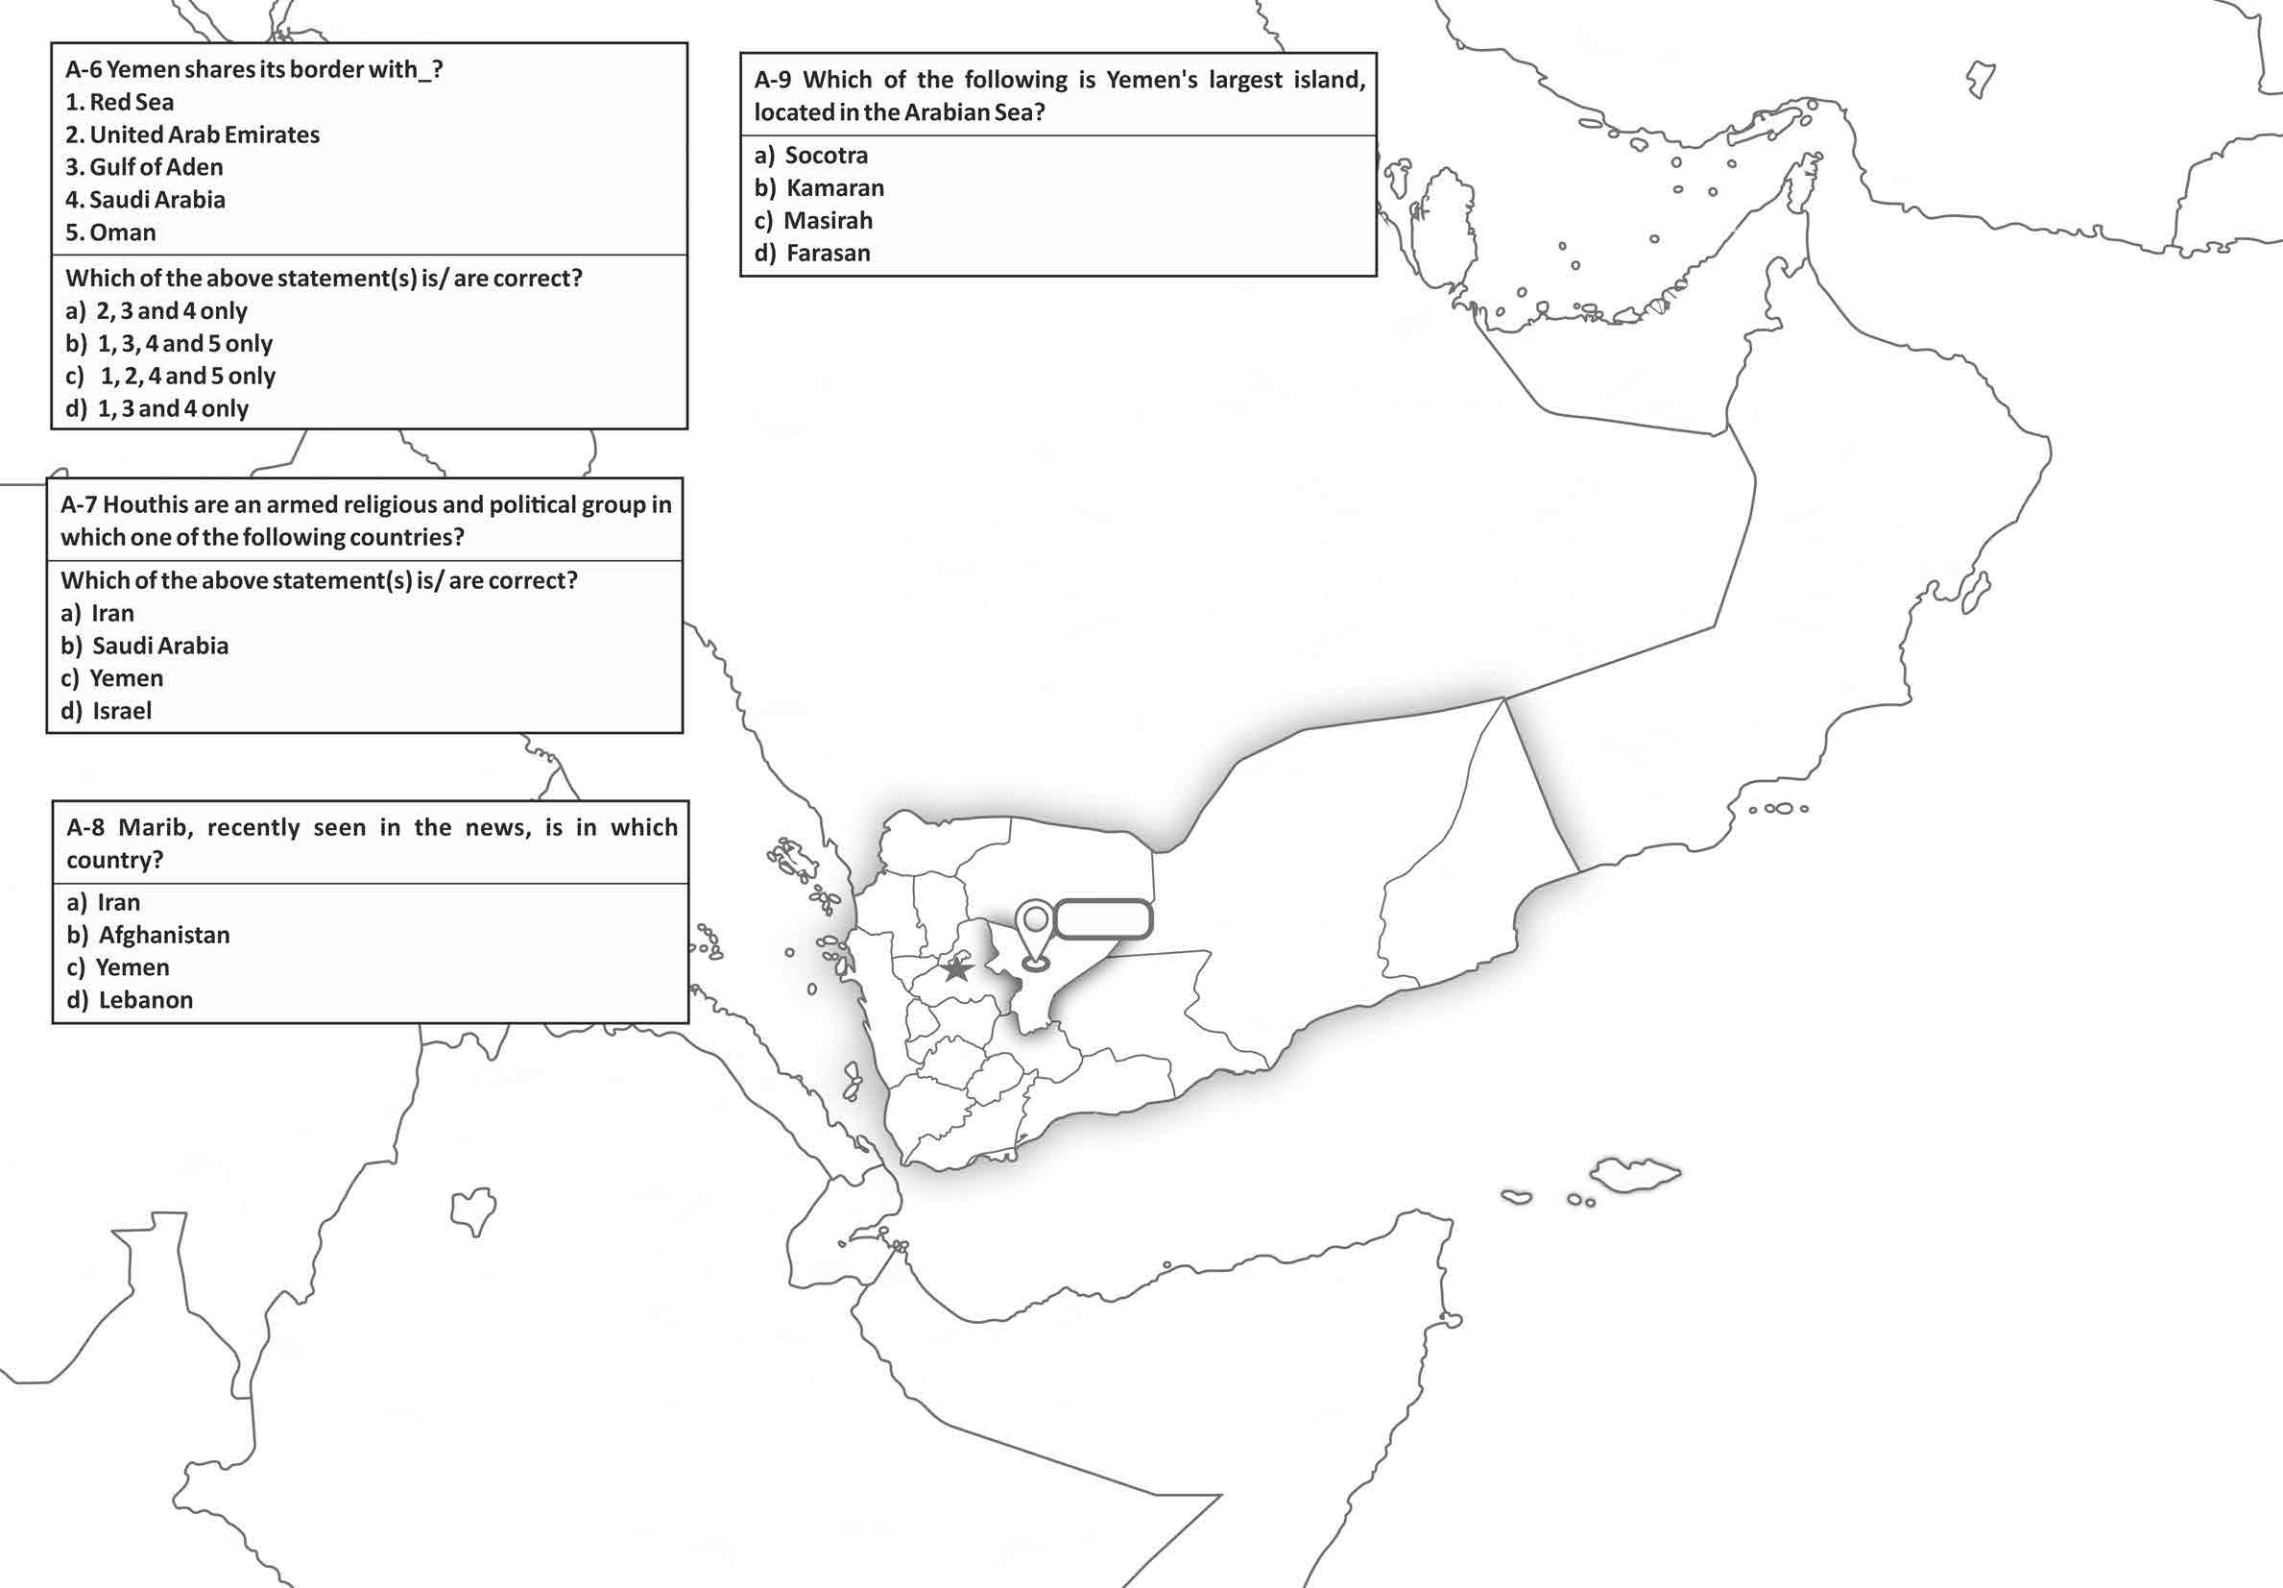 A-6 Yemen shares its border with_?
1. Red Sea
2. United Arab Emirates
3. Gulf of Aden
4. Saudi Arabia
5. Oman
Which of the above statement(s) is/ are correct?
a) 2, 3 and 4 only
b) 1, 3, 4 and 5 only
c) 1, 2, 4 and 5 only
d) 1, 3 and 4 only
A-7 Houthis are an armed religious and political group in
which one of the following countries?
Which of the above statement(s) is/ are correct?
a) Iran
b) Saudi Arabia
c) Yemen
d) Israel
A-8 Marib, recently seen in the news, is in which
country?
a) Iran
b) Afghanistan
c) Yemen
d) Lebanon
A-9 Which of the following is Yemen's largest island,
located in the Arabian Sea?
a) Socotra
b) Kamaran
c) Masirah
d) Farasan